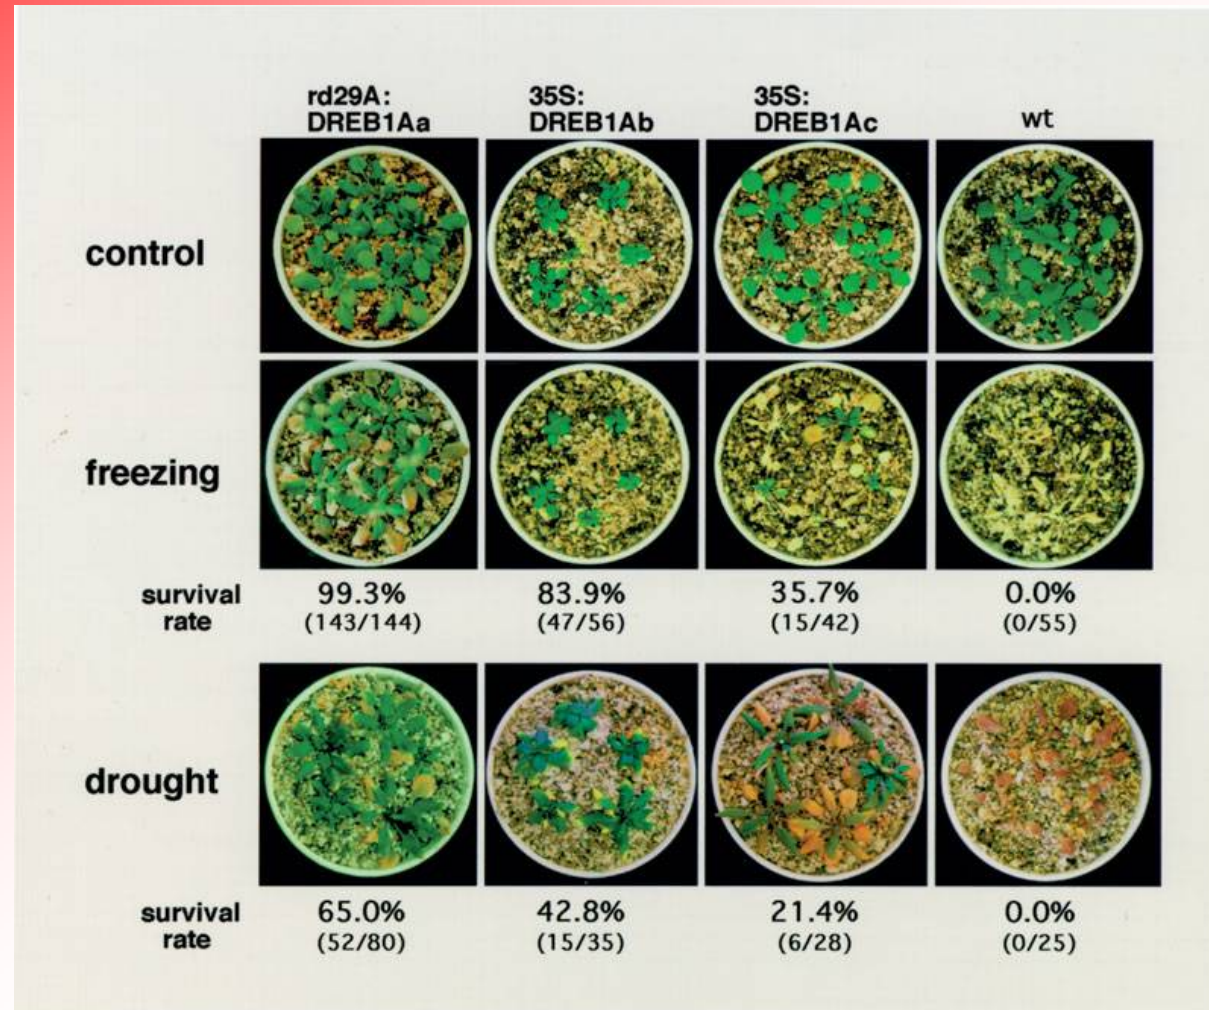 rd29A:
DREB1Aa
35S:
DREB1Ab
35S:
DREB1Ac
wt
control
freezing
survival
rate
99.3%
(143/144)
83.9%
(47/56)
35.7%
(15/42)
0.0%
(0/55)
drought
survival
rate
65.0%
(52/80)
42.8%
(15/35)
21.4%
(6/28)
0.0%
(0/25)